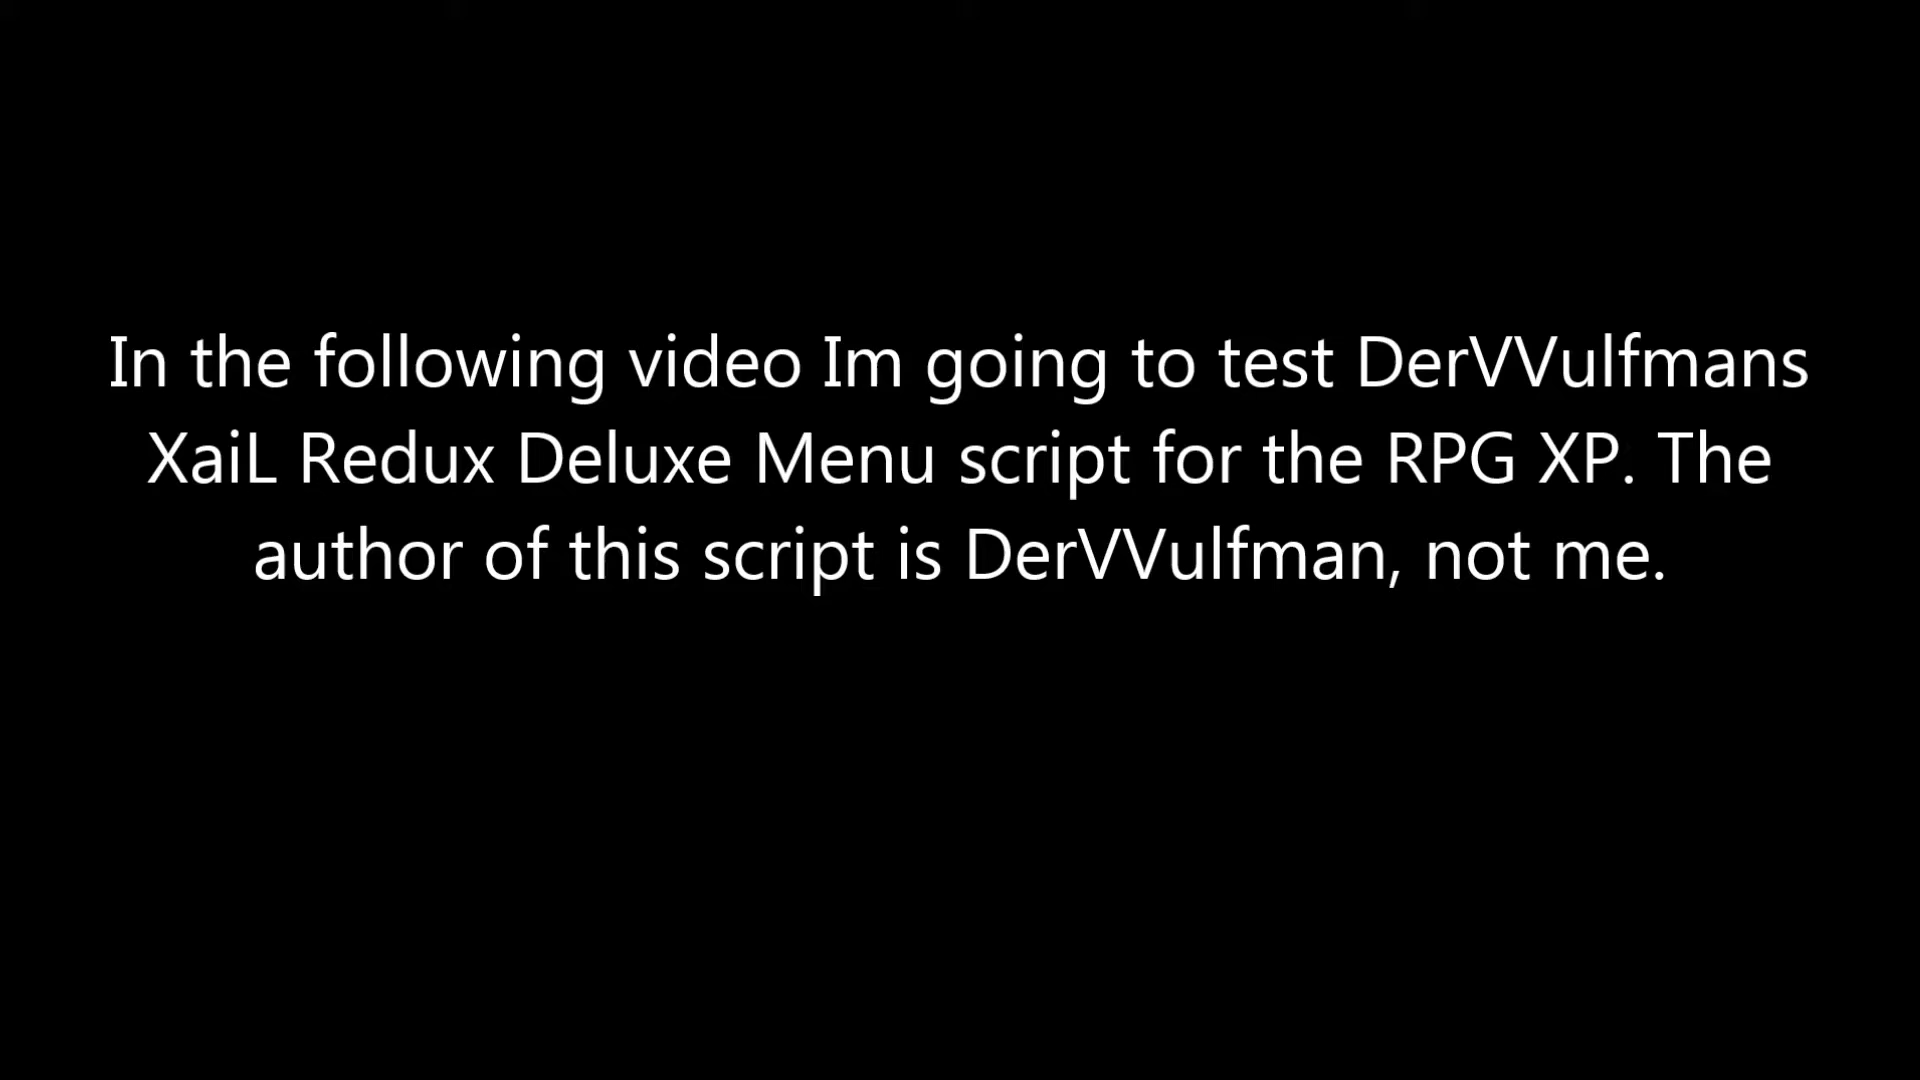 In the following video Im going to test DerVVulfmans
XaiL Redux Deluxe Menu script for the RPG XP. The
author of this script is DerVVulfman, not me.